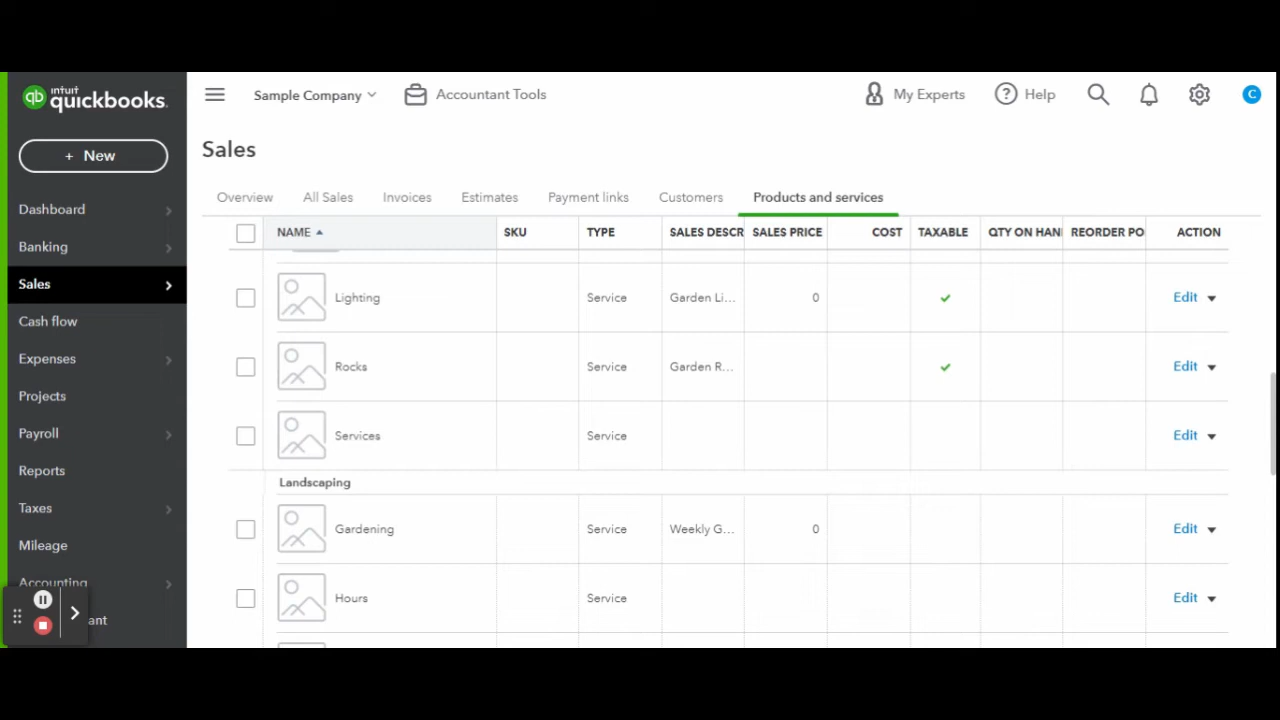 intuit
quickbooks.
Sample Company
Accountant Tools
My Experts
Help
C
+ New
Sales
Overview
All Sales
Invoices
Estimates
Payment links
Customers
Products and services
Dashboard
Banking
Sales
Cash flow
Expenses
Projects
Payroll
Reports
Taxes
Mileage
Accounting
ant
NAME SKU TYPE SALES DESCR SALES PRICE COST TAXABLE QTY ON HAN REORDER PO ACTION
Lighting Service Garden Li... 0 Edit
Rocks Service Garden R... Edit
Services Service Edit
Landscaping
Gardening Service Weekly G... 0 Edit
Hours Service Edit